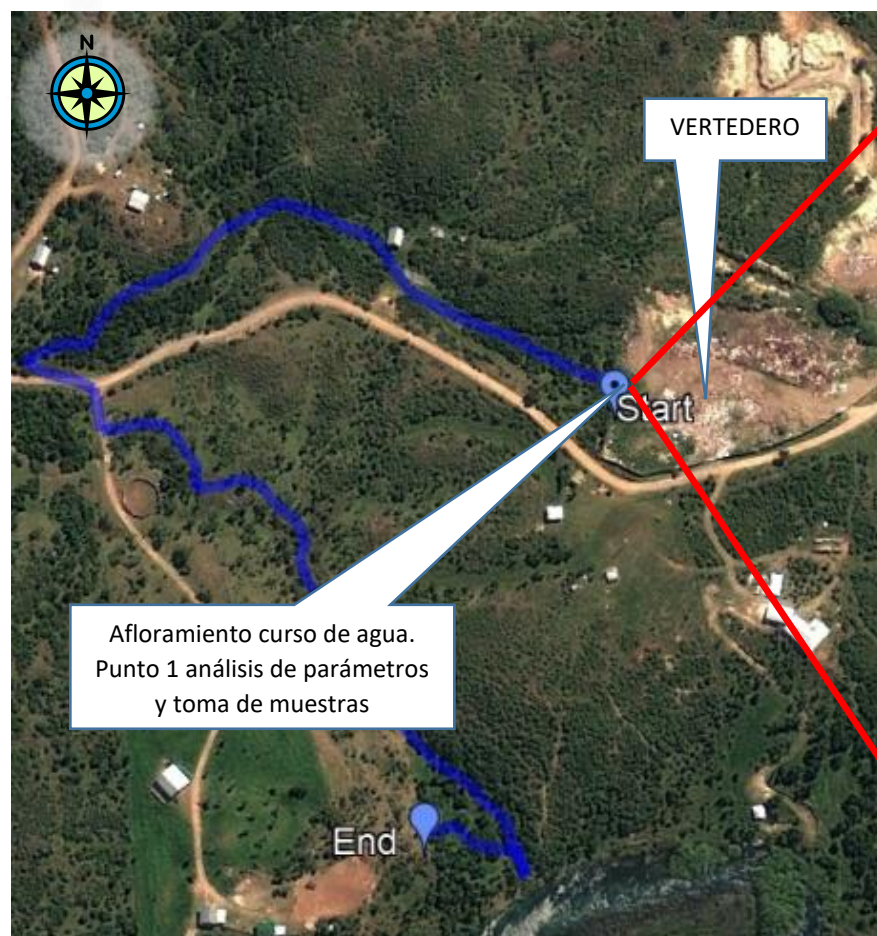 N
VERTEDERO
Start
Afloramiento curso de agua.
Punto 1 análisis de parámetros
y toma de muestras
End